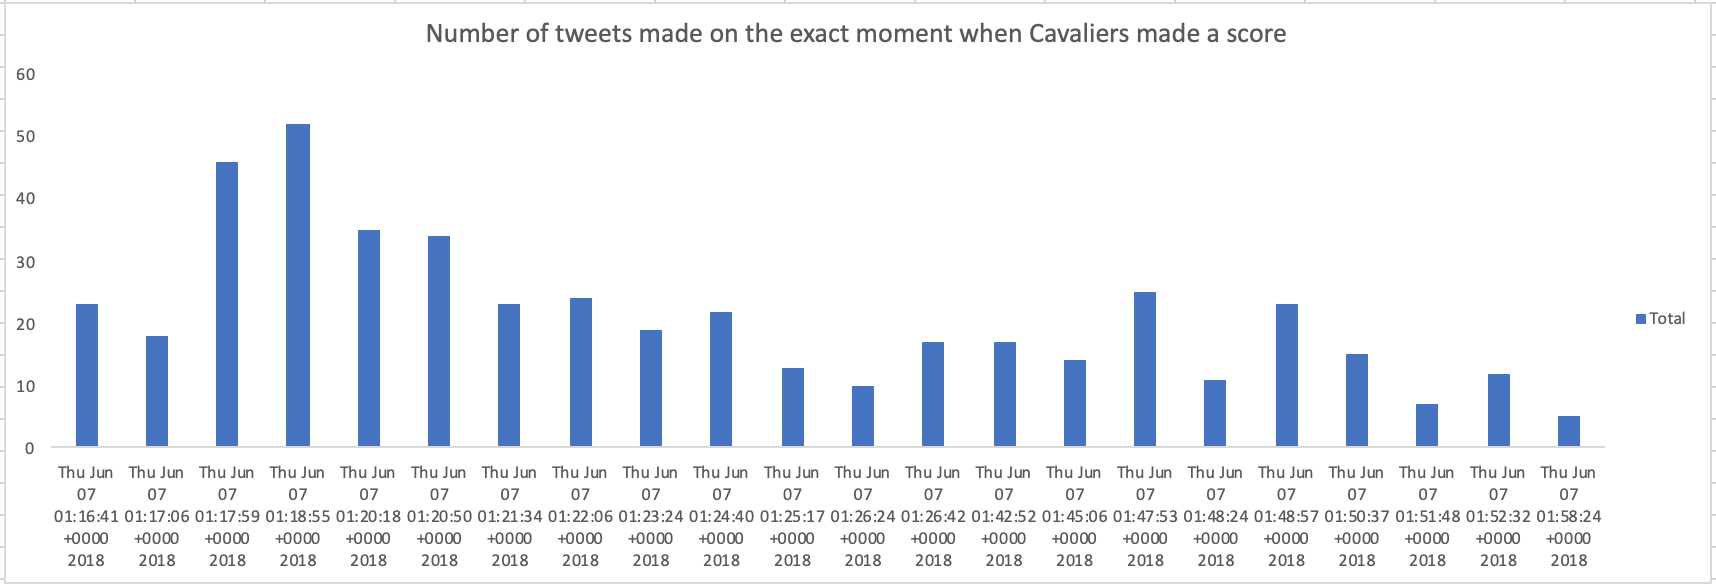 Number of tweets made on the exact moment when Cavaliers made a score
60
50
40
30
20
10
0
Thu Jun Thu Jun Thu Jun Thu Jun Thu Jun Thu Jun Thu Jun Thu Jun Thu Jun Thu Jun Thu Jun Thu Jun Thu Jun Thu Jun Thu Jun Thu Jun Thu Jun Thu Jun Thu Jun Thu Jun Thu Jun Thu Jun
07 07 07 07 07 07 07 07 07 07 07 07 07 07 07 07 07 07 07 07 07 07
01:16:41 01:17:06 01:17:59 01:18:55 01:20:18 01:20:50 01:21:34 01:22:06 01:23:24 01:24:40 01:25:17 01:26:24 01:26:42 01:42:52 01:45:06 01:47:53 01:48:24 01:48:57 01:50:37 01:51:48 01:52:32 01:58:24
+0000 +0000 +0000 +0000 +0000 +0000 +0000 +0000 +0000 +0000 +0000 +0000 +0000 +0000 +0000 +0000 +0000 +0000 +0000 +0000 +0000 +0000
2018 2018 2018 2018 2018 2018 2018 2018 2018 2018 2018 2018 2018 2018 2018 2018 2018 2018 2018 2018 2018 2018
Total